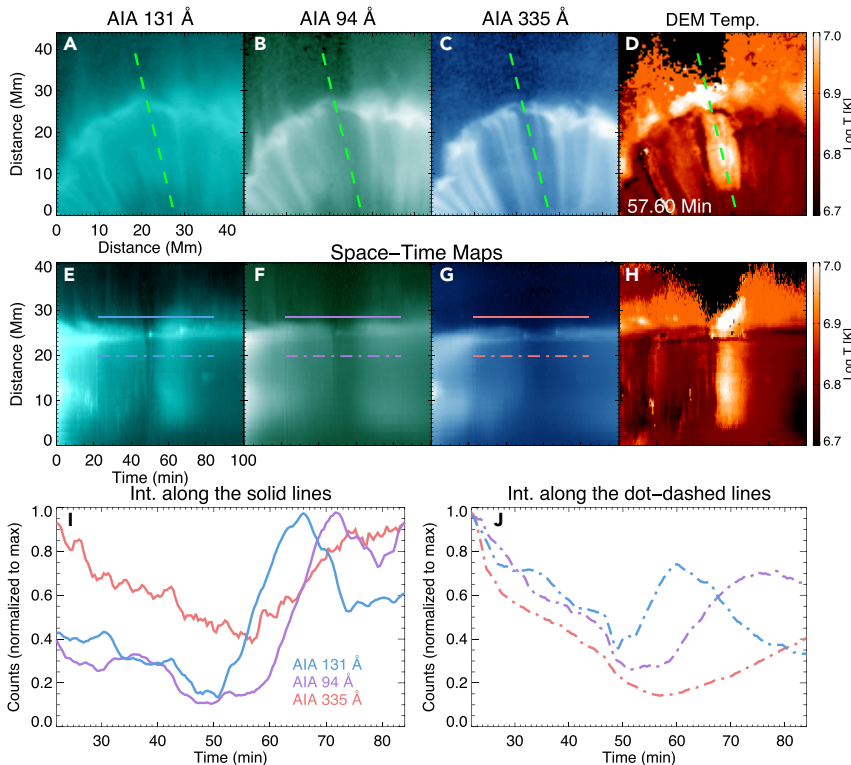 AIA 131 Å AIA 94 Å AIA 335 Å DEM Temp.
A B C D
Distance (Mm)
40
30
20
10
0
0 10 20 30 40
Distance (Mm)
57.60 Min
7.0
6.9
6.8
6.7
Log T [K]
Space−Time Maps
E F G H
Distance (Mm)
40
30
20
10
0
0 20 40 60 80 100
Time (min)
7.0
6.9
6.8
6.7
Log T [K]
Int. along the solid lines
I
Counts (normalized to max)
1.0
0.8
0.6
0.4
0.2
0.0
AIA 131 Å
AIA 94 Å
AIA 335 Å
30 40 50 60 70 80
Time (min)
Int. along the dot−dashed lines
J
Counts (normalized to max)
1.0
0.8
0.6
0.4
0.2
0.0
30 40 50 60 70 80
Time (min)